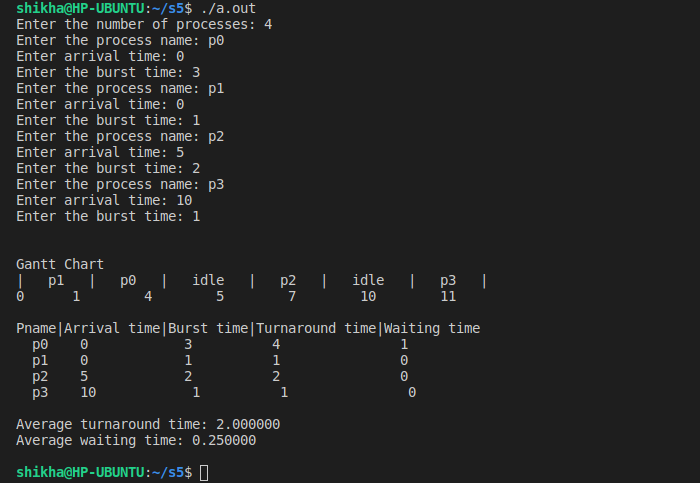 shikha@HP-UBUNTU:~/s5$ ./a.out
Enter the number of processes: 4
Enter the process name: p0
Enter arrival time: 0
Enter the burst time: 3
Enter the process name: p1
Enter arrival time: 0
Enter the burst time: 1
Enter the process name: p2
Enter arrival time: 5
Enter the burst time: 2
Enter the process name: p3
Enter arrival time: 10
Enter the burst time: 1
Gantt Chart
|   p1   |   p0   |   idle   |   p2   |   idle   |   p3   |
0      1        4        5       7        10        11
Pname|Arrival time|Burst time|Turnaround time|Waiting time
  p0    0            3          4               1
  p1    0            1          1               0
  p2    5            2          2               0
  p3    10            1          1               0
Average turnaround time: 2.000000
Average waiting time: 0.250000
shikha@HP-UBUNTU:~/s5$